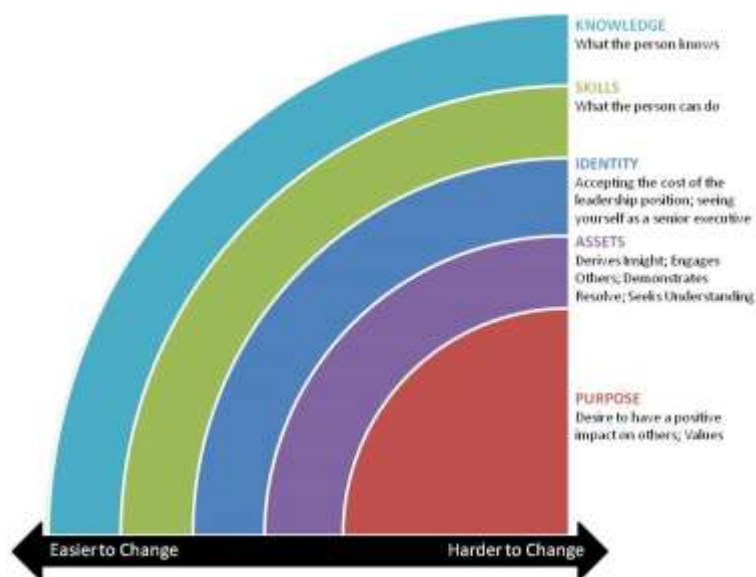 KNOWLEDGE
What the person knows
SKILLS
What the person can do
IDENTITY
Accepting the cost of the
leadership position; seeing
yourself as a senior executive
ASSETS
Derives Insight; Engages
Others; Demonstrates
Resolve; Seeks Understanding
PURPOSE
Desire to have a positive
impact on others; Values
Easier to Change
Harder to Change